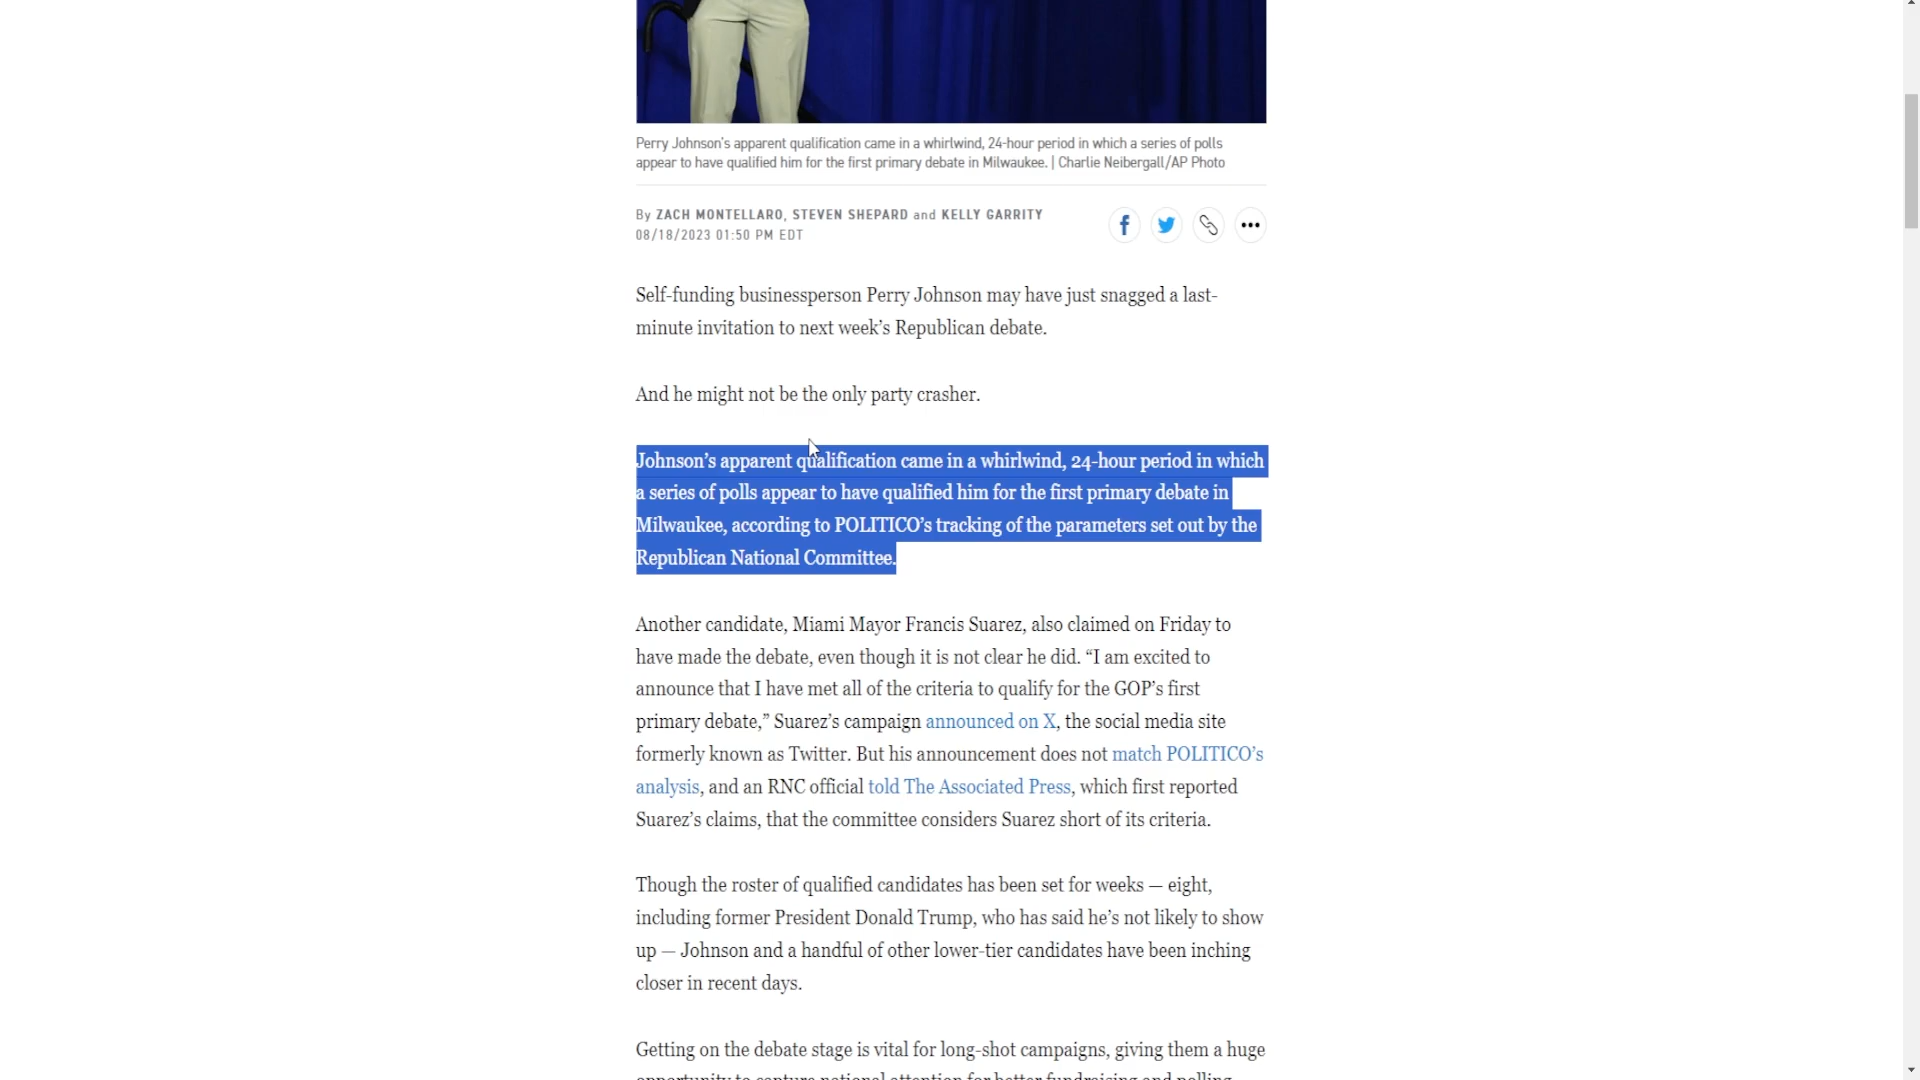 Perry Johnson's apparent qualification came in a whirlwind, 24-hour period in which a series of polls
appear to have qualified him for the first primary debate in Milwaukee. | Charlie Neibergall/AP Photo
By ZACH MONTELLARO, STEVEN SHEPARD and KELLY GARRITY
08/18/2023 01:50 PM EDT
Self-funding businessperson Perry Johnson may have just snagged a last-
minute invitation to next week’s Republican debate.
And he might not be the only party crasher.
Johnson’s apparent qualification came in a whirlwind, 24-hour period in which
a series of polls appear to have qualified him for the first primary debate in
Milwaukee, according to POLITICO’s tracking of the parameters set out by the
Republican National Committee.
Another candidate, Miami Mayor Francis Suarez, also claimed on Friday to
have made the debate, even though it is not clear he did. “I am excited to
announce that I have met all of the criteria to qualify for the GOP’s first
primary debate,” Suarez’s campaign announced on X, the social media site
formerly known as Twitter. But his announcement does not match POLITICO’s
analysis, and an RNC official told The Associated Press, which first reported
Suarez’s claims, that the committee considers Suarez short of its criteria.
Though the roster of qualified candidates has been set for weeks — eight,
including former President Donald Trump, who has said he’s not likely to show
up — Johnson and a handful of other lower-tier candidates have been inching
closer in recent days.
Getting on the debate stage is vital for long-shot campaigns, giving them a huge
opportunity to capture national attention for better fundraising and polling